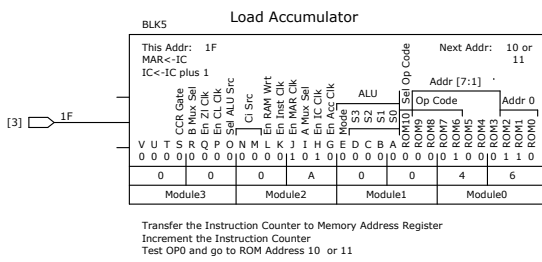 Load Accumulator
BLK5
This Addr: 1F
MAR<-IC
IC<-IC plus 1
Next Addr: 10 or
11
[3]
1F
CCR Gate
B Mux Sel
En ZI Clk
En CL Clk
Sel ALU Src
Ci Src
En RAM Wrt
En Inst Clk
En MAR Clk
A Mux Sel
En IC Clk
En Acc Clk
ALU
Mode
S3
S2
S1
S0
Sel Op Code
Addr [7:1]
Op Code
Addr 0
ROM10
ROM9
ROM8
ROM7
ROM6
ROM5
ROM4
ROM3
ROM2
ROM1
ROM0
V U T S R Q P O N M L K J I H G E D C B A
0 0 0 0 0 0 0 0 0 0 0 0 1 0 1 0 0 0 0 0 0 0 0 0 0 1 0 0 0 1 1 0
0 0 0 A 0 0 4 6
Module3 Module2 Module1 Module0
Transfer the Instruction Counter to Memory Address Register
Increment the Instruction Counter
Test OP0 and go to ROM Address 10 or 11